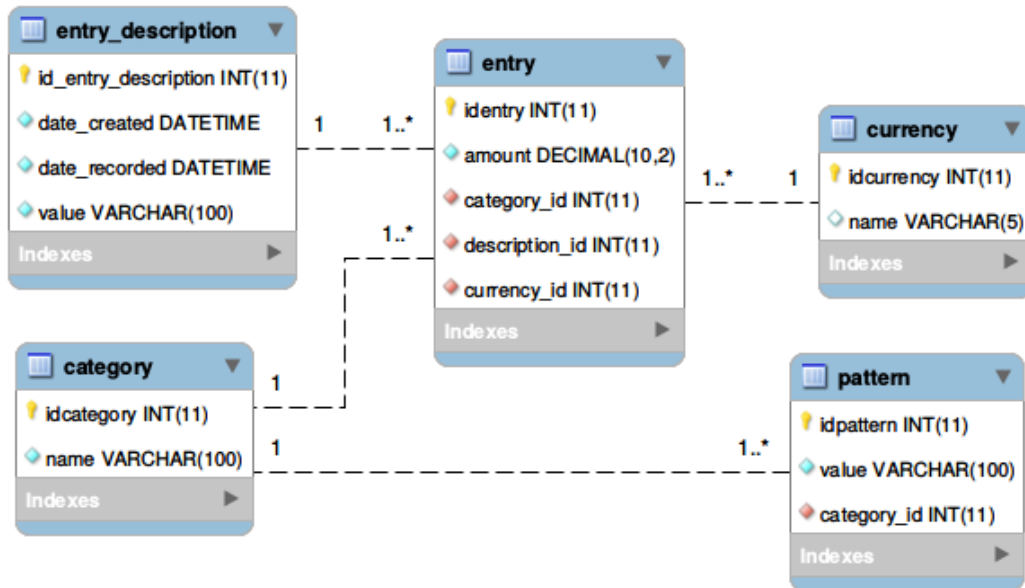 entry_description
id_entry_description INT(11)
date_created DATETIME
date_recorded DATETIME
value VARCHAR(100)
Indexes
1
1..*
entry
identry INT(11)
amount DECIMAL(10,2)
category_id INT(11)
description_id INT(11)
currency_id INT(11)
Indexes
1..*
1
currency
idcurrency INT(11)
name VARCHAR(5)
Indexes
1..*
category
idcategory INT(11)
name VARCHAR(100)
Indexes
1
1
1..*
pattern
idpattern INT(11)
value VARCHAR(100)
category_id INT(11)
Indexes